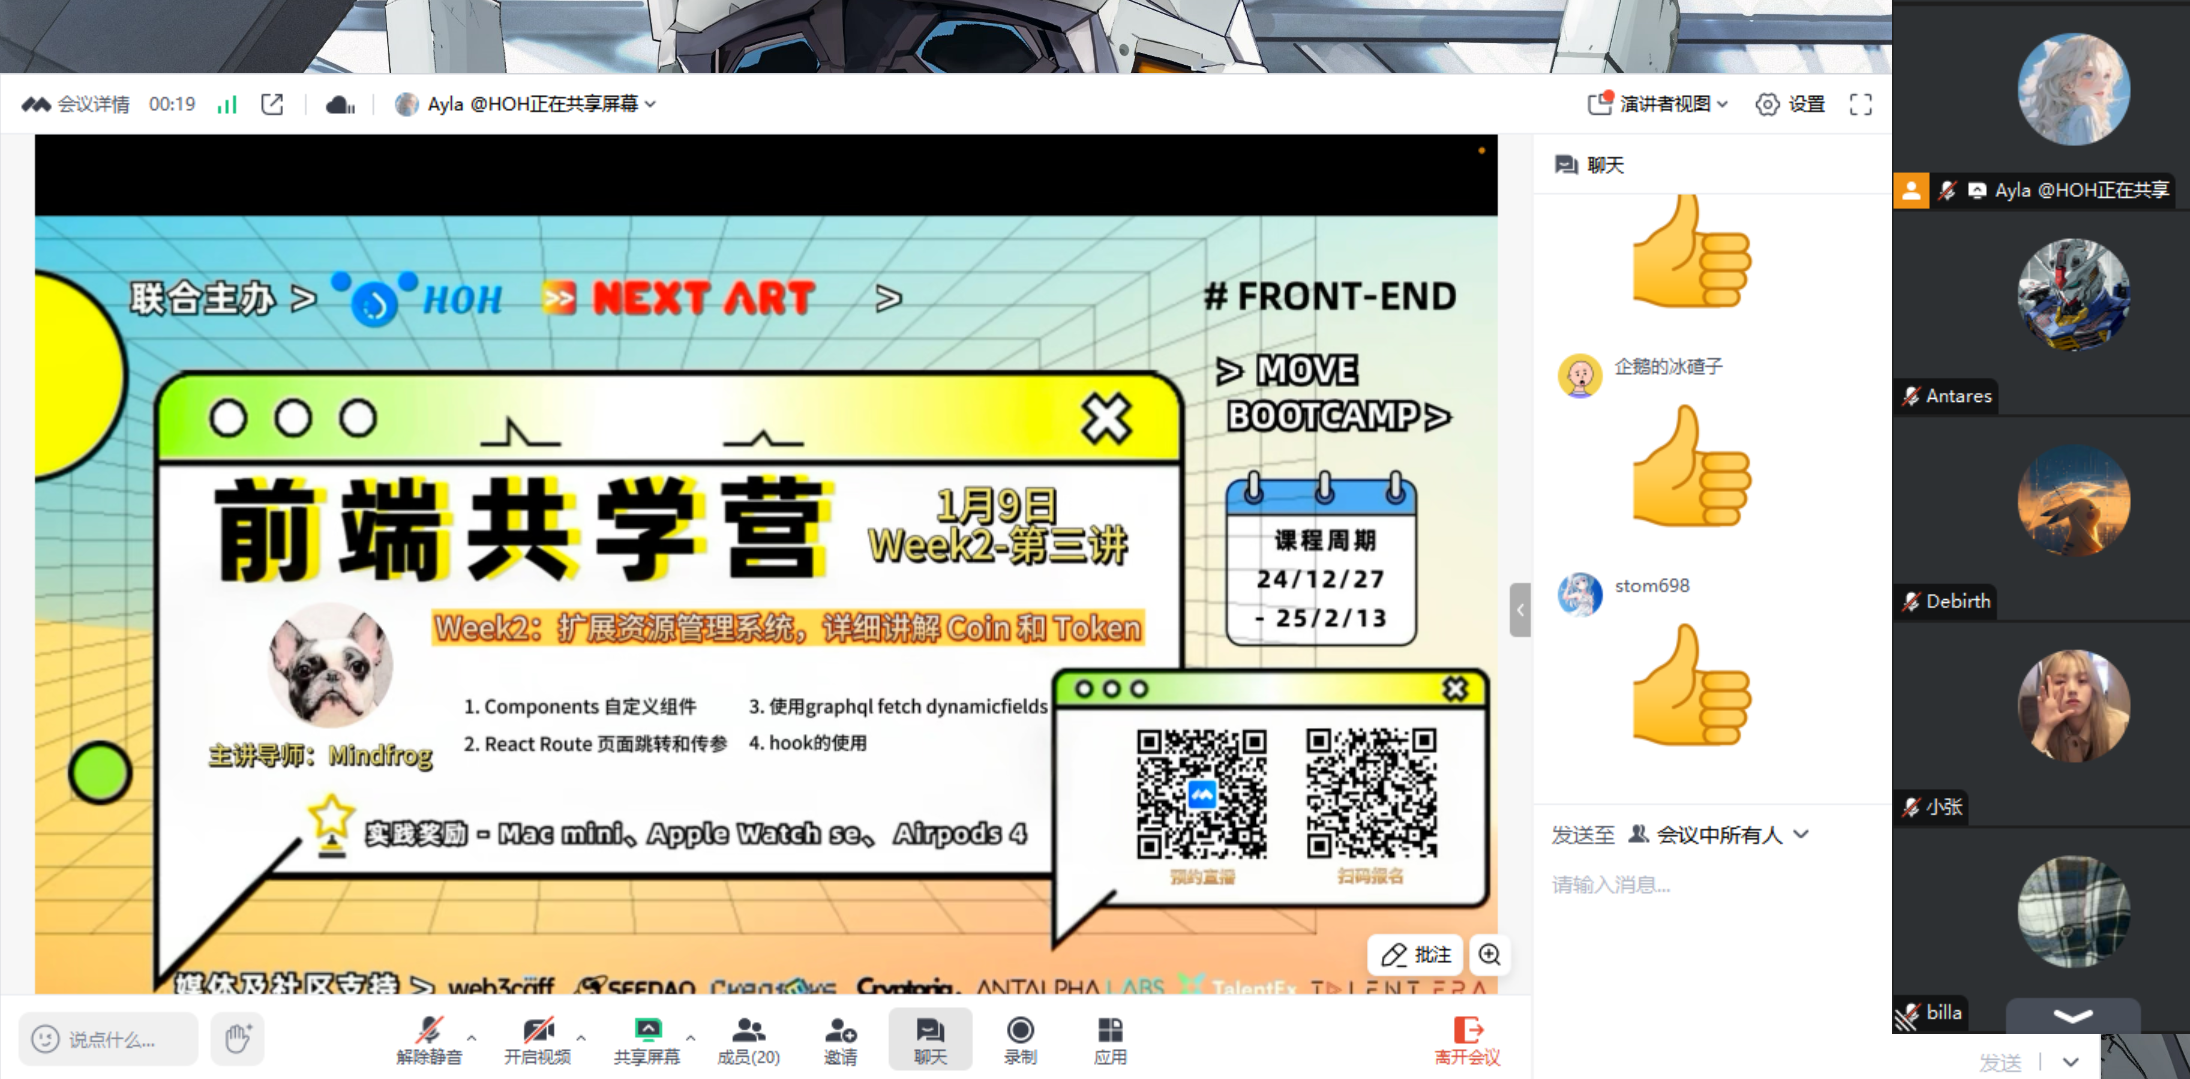 会议详情 00:19 Ayla @HOH正在共享屏幕
演讲者视图 设置
联合主办 > HOH NEXT ART >
# FRONT-END
> MOVE
BOOTCAMP >
前端共学营
1月9日
Week2-第三讲
课程周期
24/12/27
- 25/2/13
Week2：扩展资源管理系统，详细讲解 Coin 和 Token
主讲导师：Mindfrog
1. Components 自定义组件
2. React Route 页面跳转和传参
3. 使用graphql fetch dynamicfields
4. hook的使用
实践奖励 - Mac mini、Apple Watch se、 Airpods 4
预约直播
扫码报名
媒体及社区支持 > web3caff SEEDAO Cryptoria. ANTALPHA LABS TalentEx TALENT ERA
批注
聊天
企鹅的冰碴子
stom698
发送至 会议中所有人
请输入消息...
发送
Ayla @HOH正在共享
Antares
Debirth
小张
billa
说点什么...
解除静音
开启视频
共享屏幕
成员(20)
邀请
聊天
录制
应用
离开会议